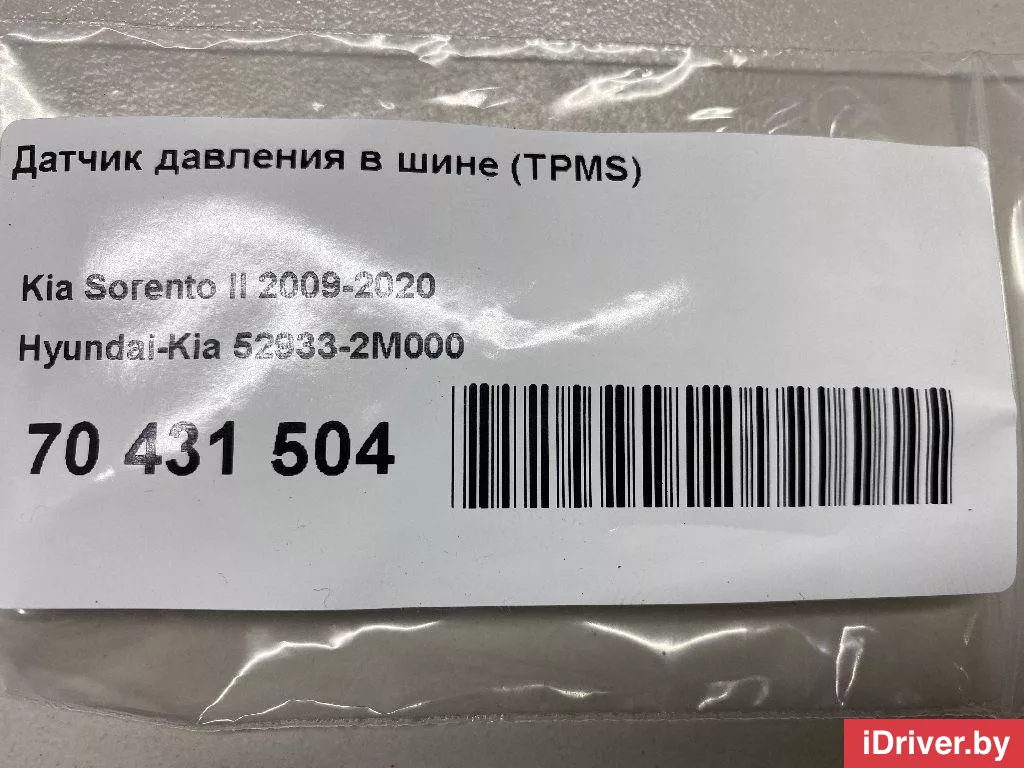 Датчик давления в шине (TPMS)
Kia Sorento II 2009-2020
Hyundai-Kia 52933-2M000
70 431 504
iDriver.by